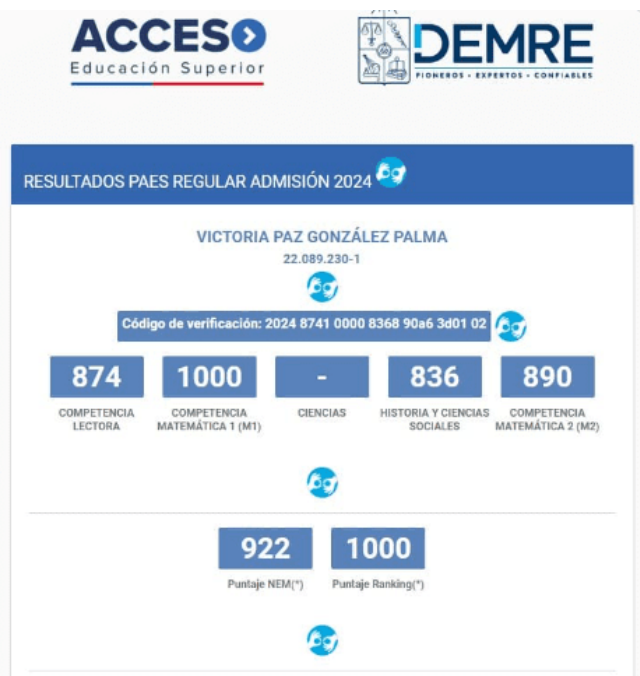 ACCESO
Educación Superior
DEMRE
PIONEROS • EXPERTOS • CONFIABLES
RESULTADOS PAES REGULAR ADMISIÓN 2024
VICTORIA PAZ GONZÁLEZ PALMA
22.089.230-1
Código de verificación: 2024 8741 0000 8368 90a6 3d01 02
874 1000 - 836 890
COMPETENCIA LECTORA
COMPETENCIA MATEMÁTICA 1 (M1)
CIENCIAS
HISTORIA Y CIENCIAS SOCIALES
COMPETENCIA MATEMÁTICA 2 (M2)
922 1000
Puntaje NEM(*) Puntaje Ranking(*)